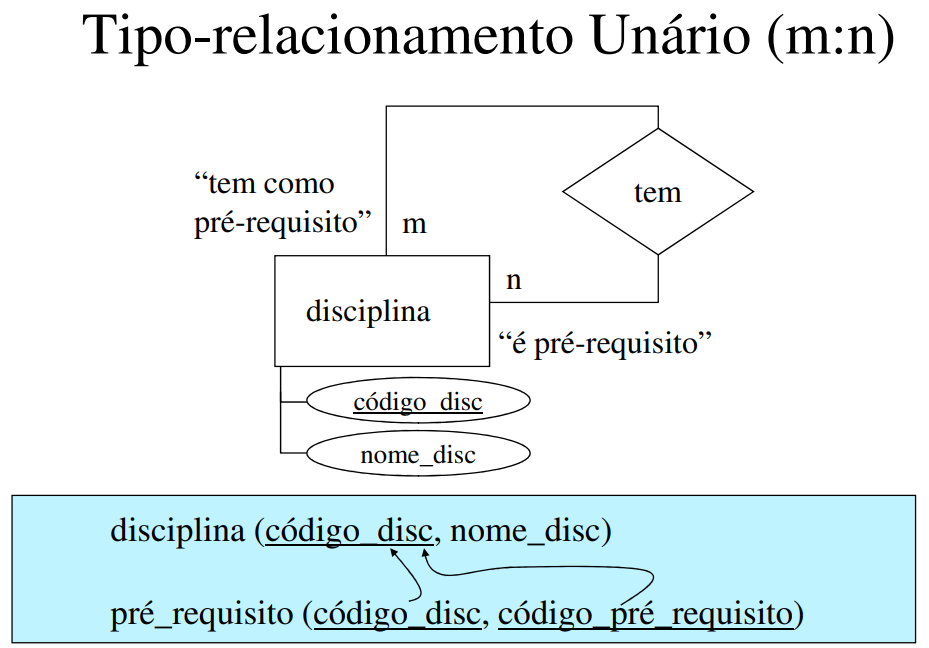 Tipo-relacionamento Unário (m:n)
“tem como
pré-requisito”
m
tem
n
disciplina
“é pré-requisito”
código_disc
nome_disc
disciplina (código_disc, nome_disc)
pré_requisito (código_disc, código_pré_requisito)